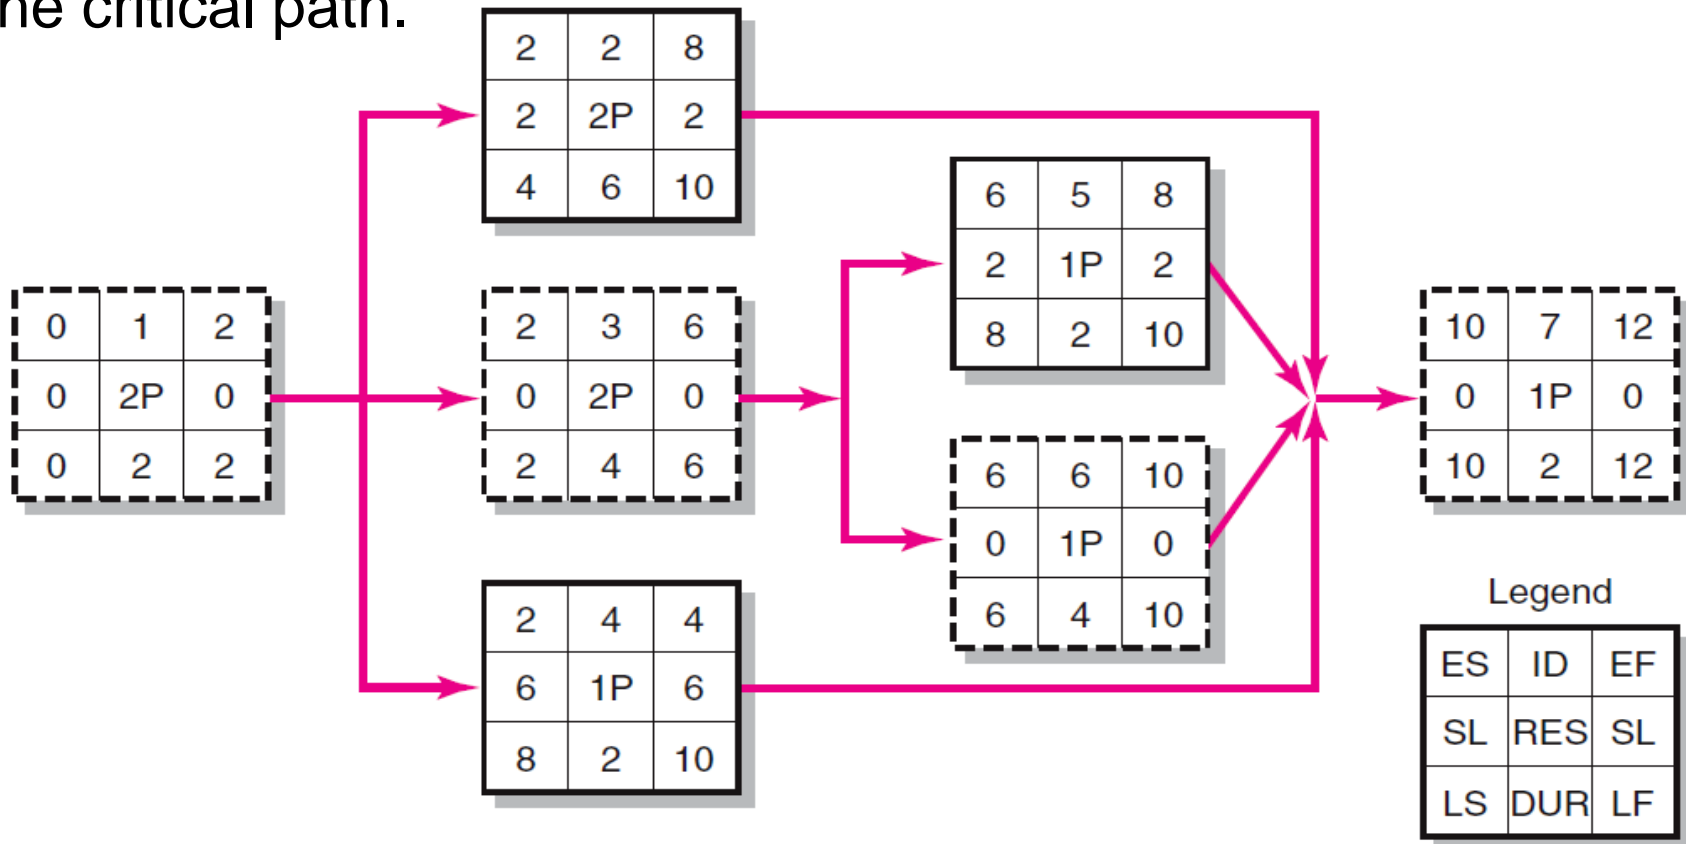 he critical path.
2 2 8
2 2P 2
4 6 10
6 5 8
2 1P 2
8 2 10
0 1 2
0 2P 0
0 2 2
2 3 6
0 2P 0
2 4 6
10 7 12
0 1P 0
10 2 12
6 6 10
0 1P 0
6 4 10
2 4 4
6 1P 6
8 2 10
Legend
ES ID EF
SL RES SL
LS DUR LF